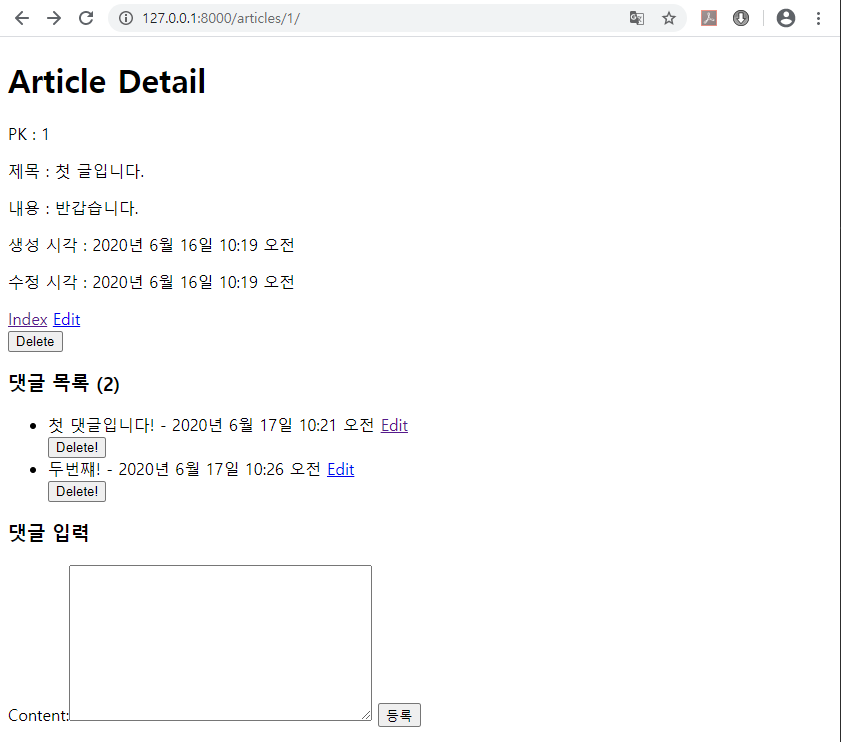 127.0.0.1:8000/articles/1/
Article Detail
PK : 1
제목 : 첫 글입니다.
내용 : 반갑습니다.
생성 시각 : 2020년 6월 16일 10:19 오전
수정 시각 : 2020년 6월 16일 10:19 오전
Index Edit
Delete
댓글 목록 (2)
첫 댓글입니다! - 2020년 6월 17일 10:21 오전 Edit
Delete!
두번쨰! - 2020년 6월 17일 10:26 오전 Edit
Delete!
댓글 입력
Content: 등록